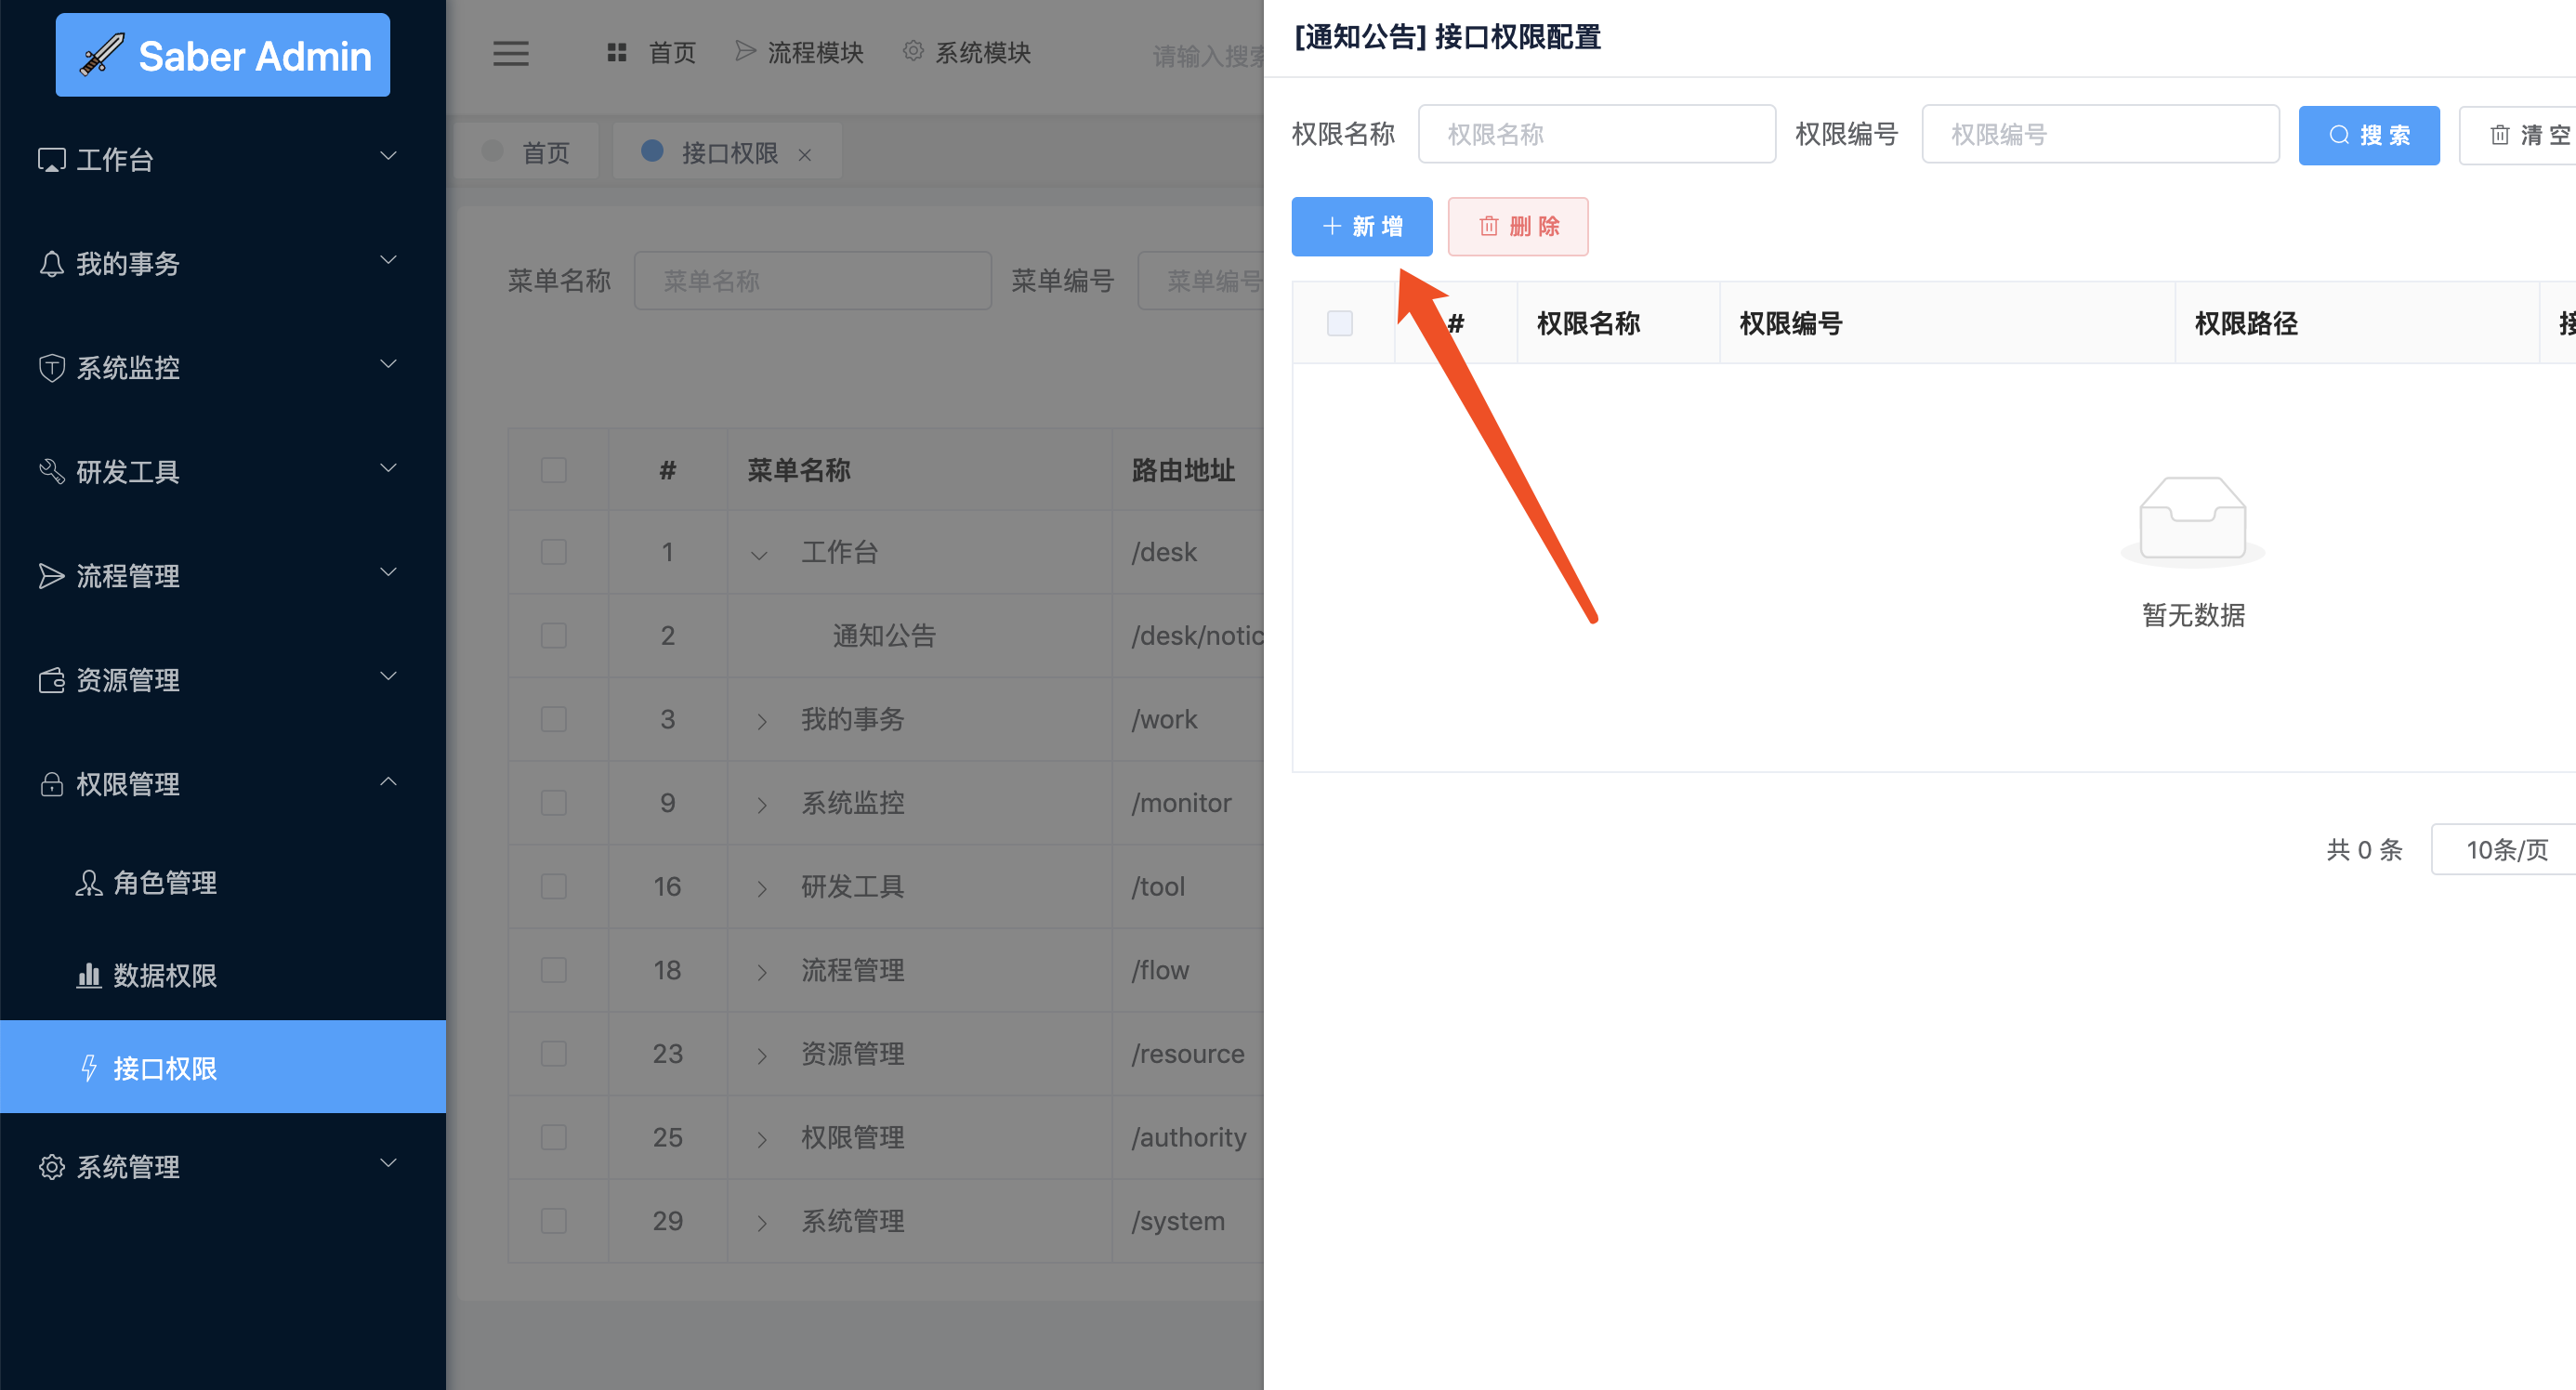 Saber Admin
工作台
我的事务
系统监控
研发工具
流程管理
资源管理
权限管理
角色管理
数据权限
接口权限
系统管理
首页 流程模块 系统模块 请输入搜索
首页 接口权限
菜单名称 菜单名称 菜单编号 菜单编号
# 菜单名称 路由地址
1 工作台 /desk
2 通知公告 /desk/notic
3 我的事务 /work
9 系统监控 /monitor
16 研发工具 /tool
18 流程管理 /flow
23 资源管理 /resource
25 权限管理 /authority
29 系统管理 /system
[通知公告] 接口权限配置
权限名称 权限名称 权限编号 权限编号 搜 索 清 空
新 增 删 除
# 权限名称 权限编号 权限路径
暂无数据
共 0 条 10条/页